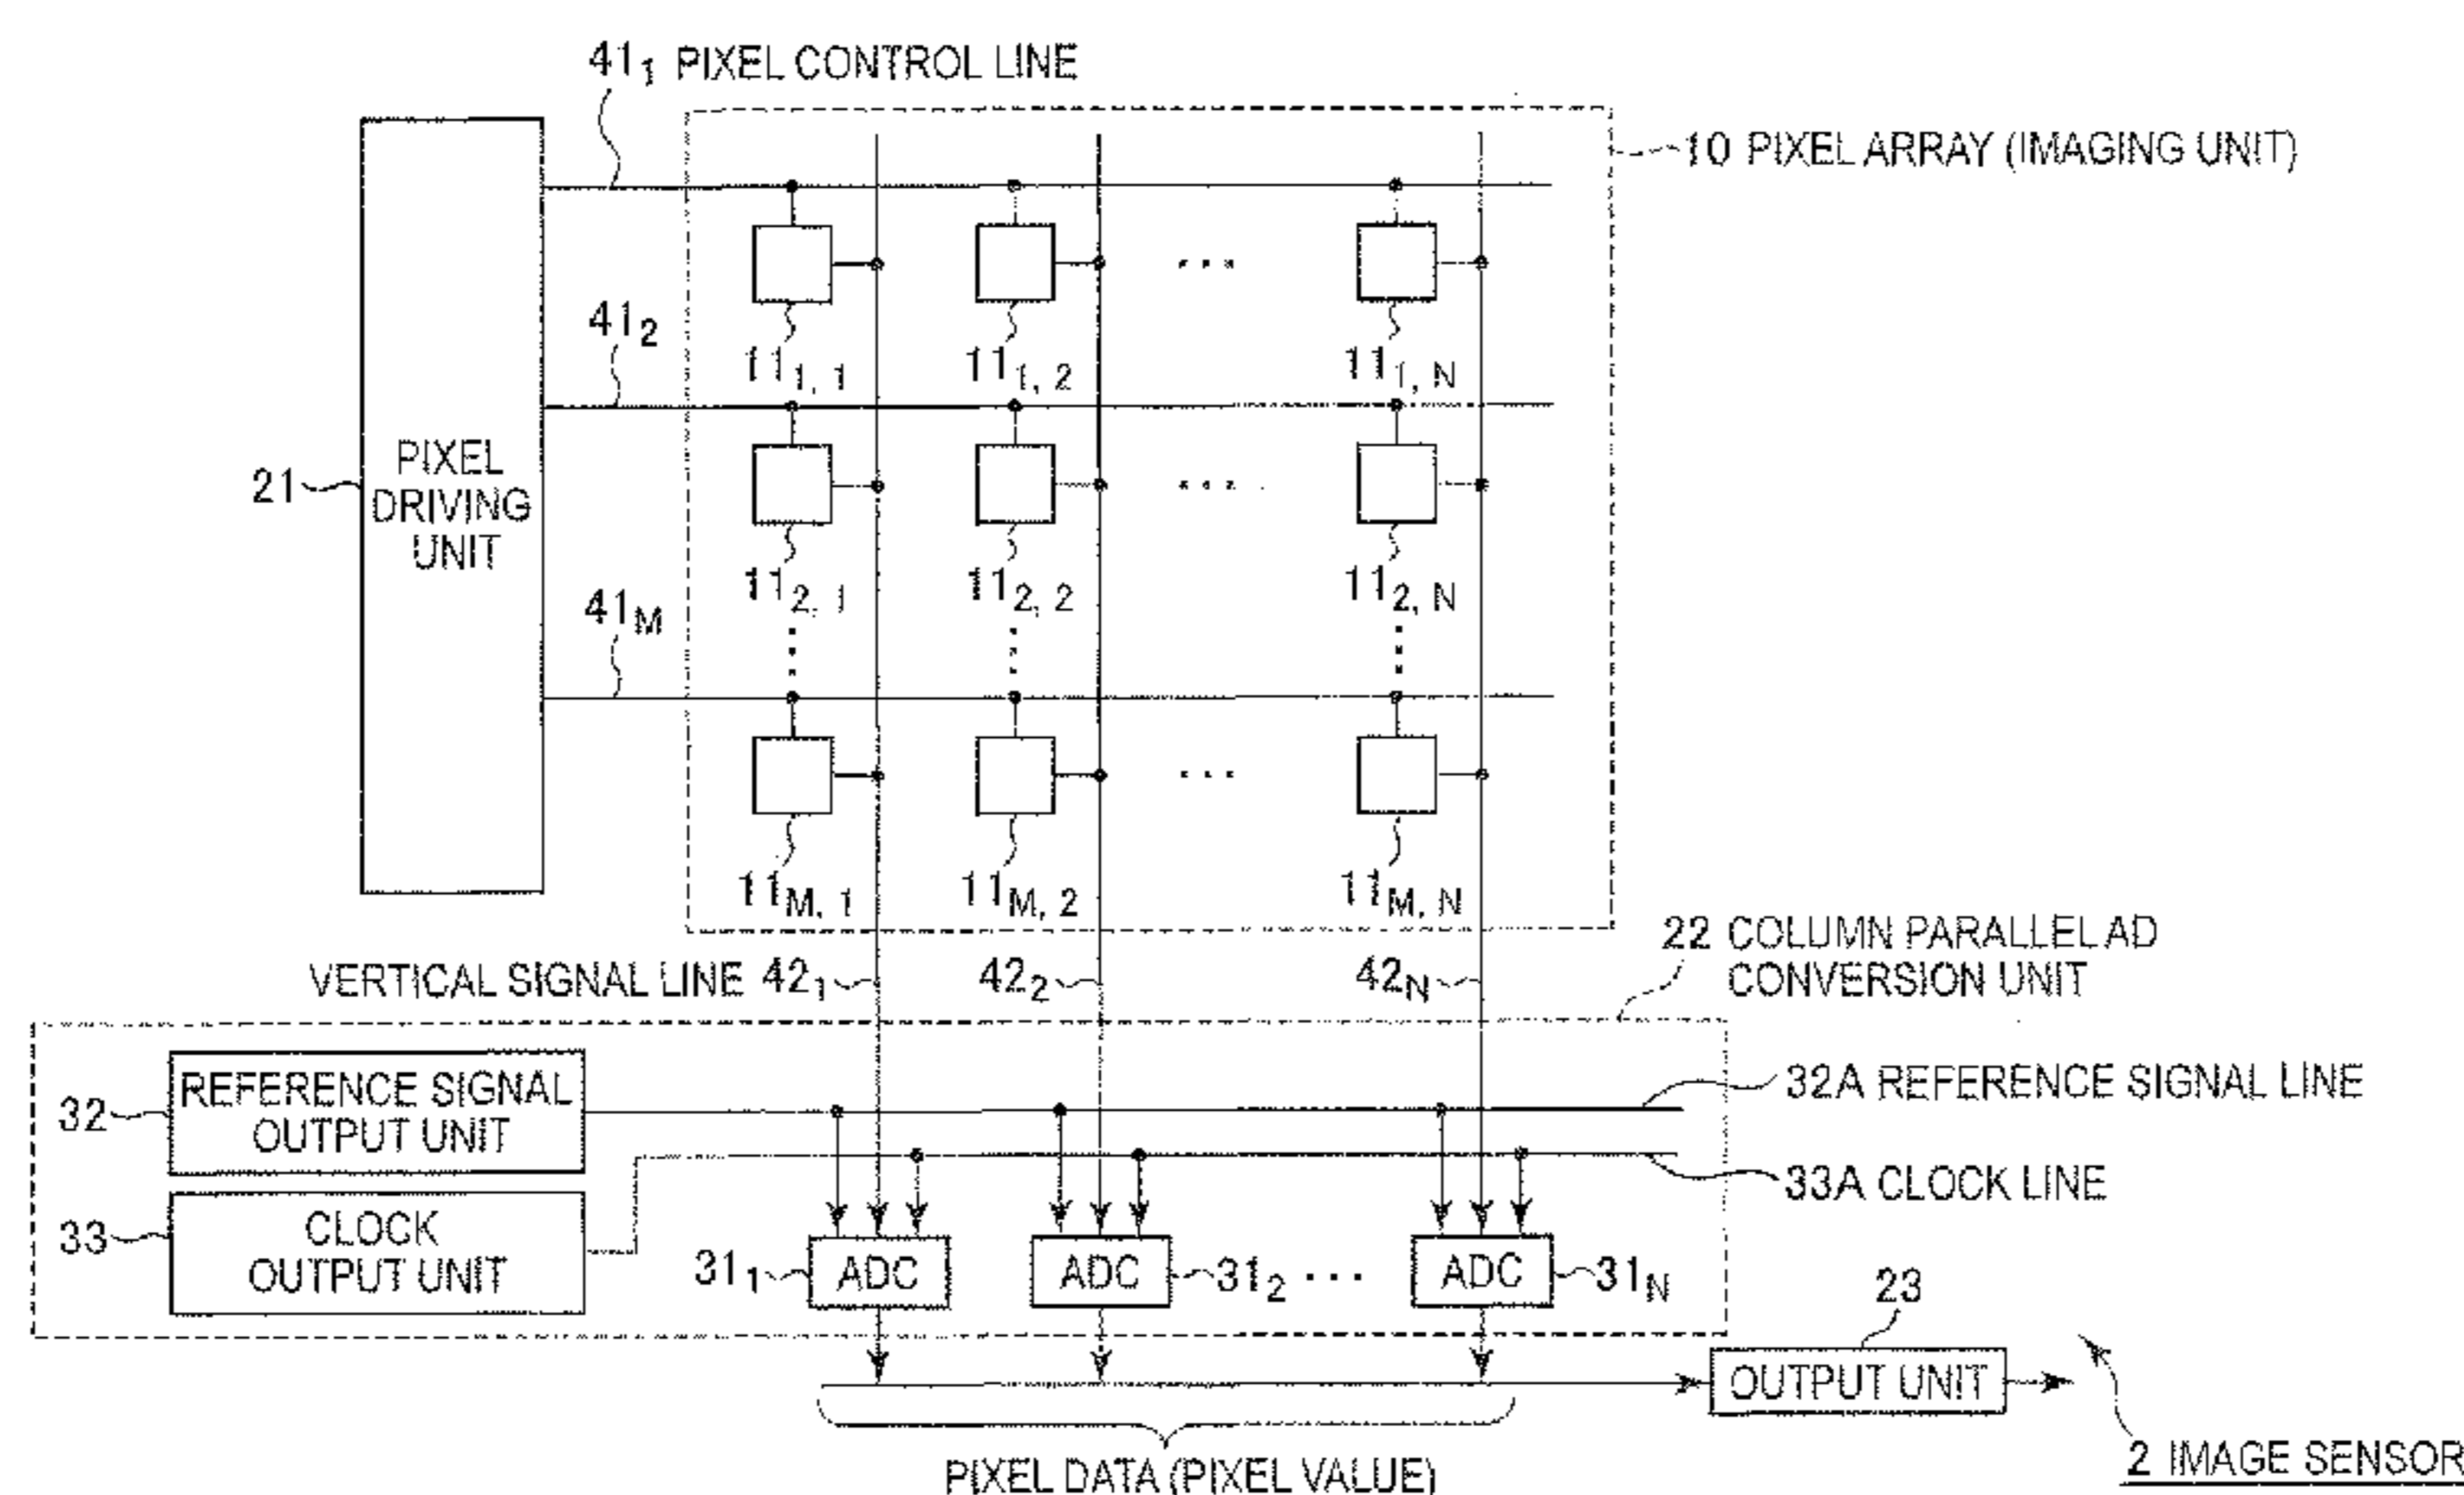 41₁ PIXEL CONTROL LINE
10 PIXEL ARRAY (IMAGING UNIT)
11₁,₁ 11₁,₂ 11₁,N
41₂
21 PIXEL DRIVING UNIT
11₂,₁ 11₂,₂ 11₂,N
41M
11M,₁ 11M,₂ 11M,N
22 COLUMN PARALLEL AD
CONVERSION UNIT
VERTICAL SIGNAL LINE 42₁ 42₂ 42N
32 REFERENCE SIGNAL
OUTPUT UNIT
32A REFERENCE SIGNAL LINE
33A CLOCK LINE
33 CLOCK
OUTPUT UNIT
31₁ ADC ADC 31₂ ... ADC 31N
23
OUTPUT UNIT
PIXEL DATA (PIXEL VALUE)
2 IMAGE SENSOR